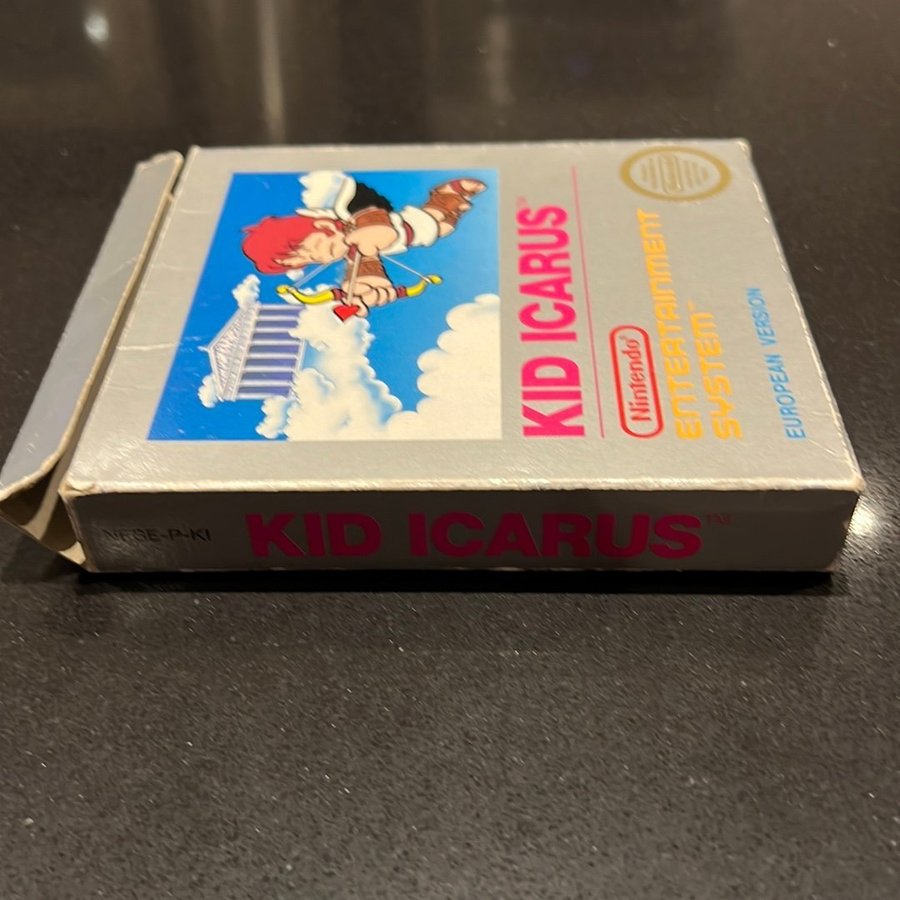 KID ICARUS™
Nintendo®
ENTERTAINMENT
SYSTEM™
EUROPEAN VERSION
NESE-P-KI
KID ICARUS™